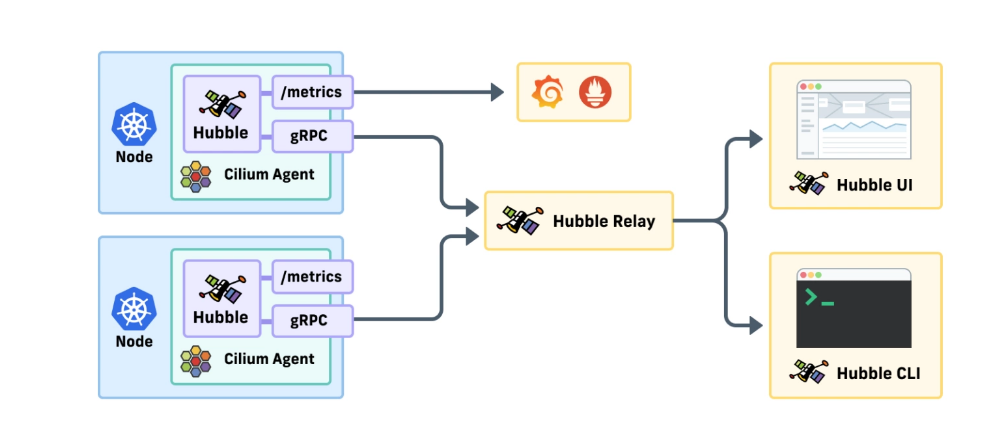 /metrics
Hubble
gRPC
Node
Cilium Agent
Hubble UI
Hubble Relay
/metrics
Hubble
gRPC
Node
Cilium Agent
>_
Hubble CLI